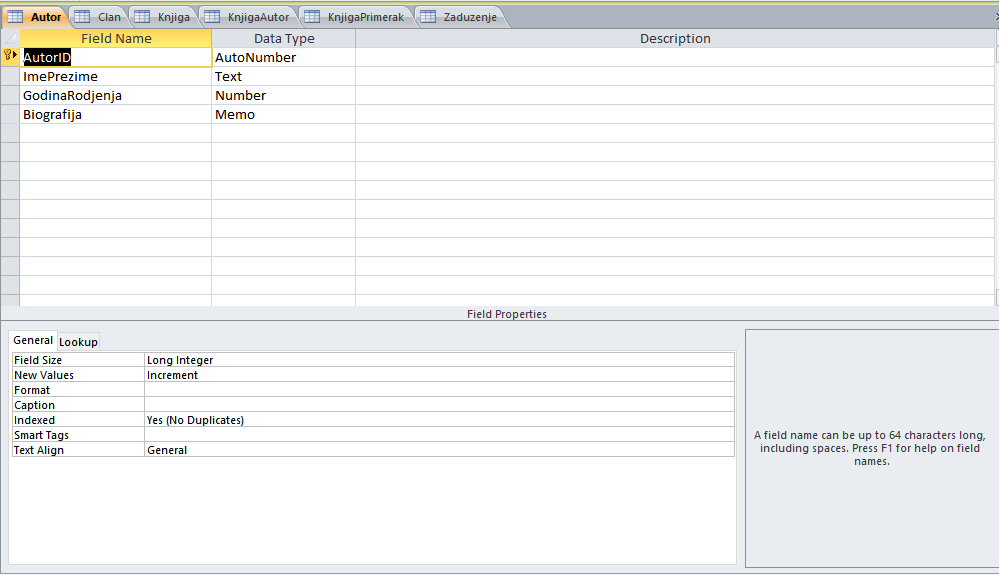 Autor Clan Knjiga KnjigaAutor KnjigaPrimerak Zaduzenje
Field Name Data Type Description
AutorID AutoNumber
ImePrezime Text
GodinaRodjenja Number
Biografija Memo
Field Properties
General Lookup
Field Size Long Integer
New Values Increment
Format
Caption
Indexed Yes (No Duplicates)
Smart Tags
Text Align General
A field name can be up to 64 characters long,
including spaces. Press F1 for help on field
names.